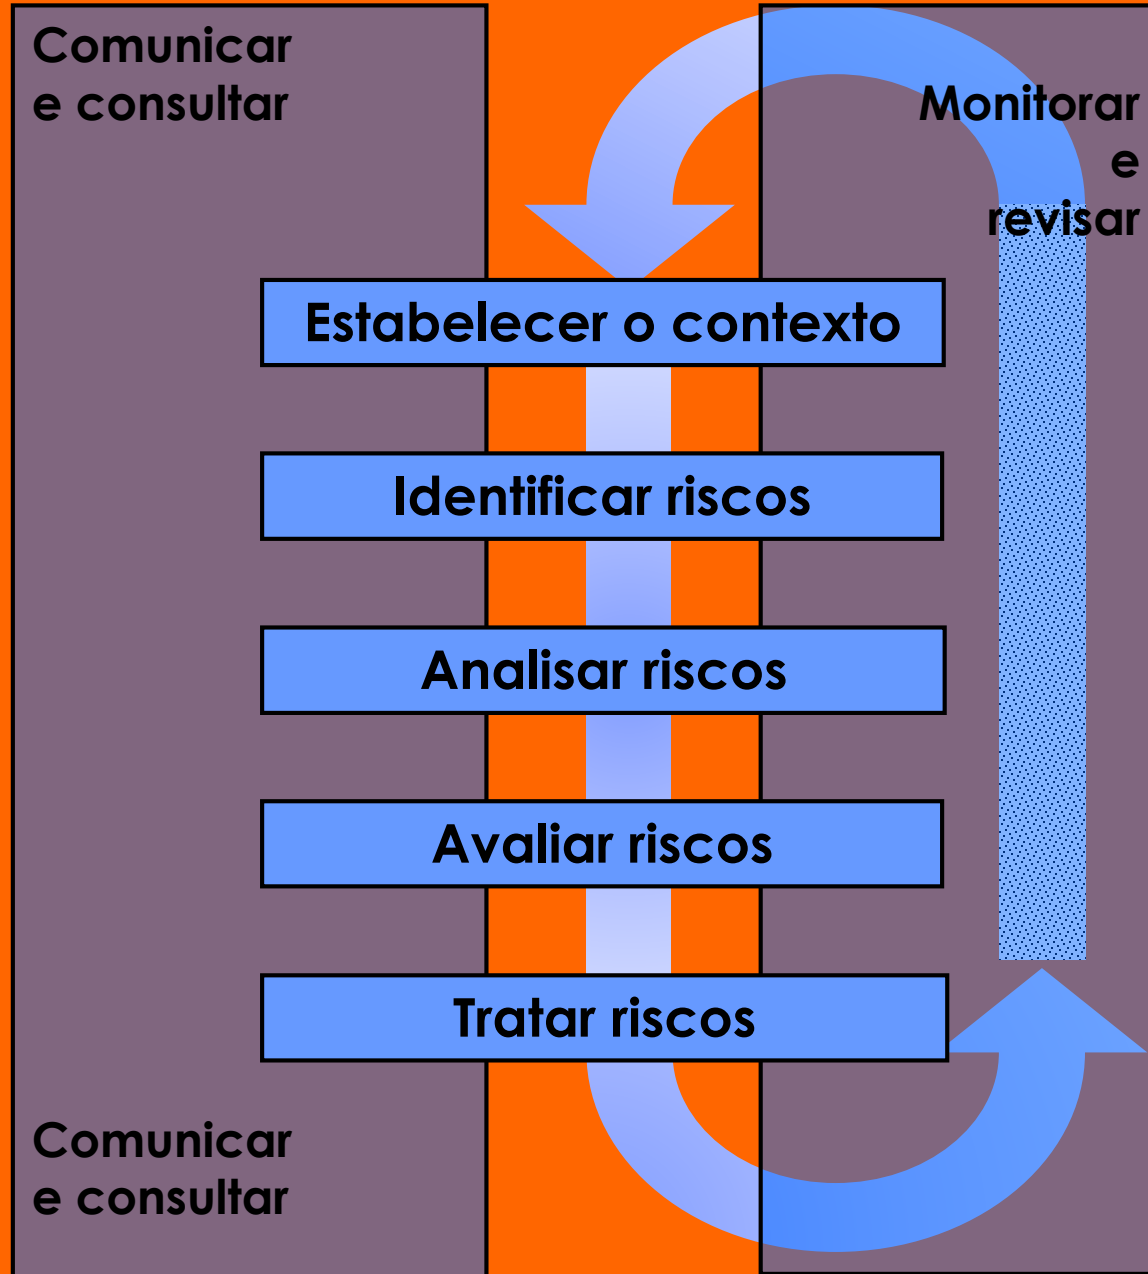 Comunicar
e consultar
Monitorar
e
revisar
Estabelecer o contexto
Identificar riscos
Analisar riscos
Avaliar riscos
Tratar riscos
Comunicar
e consultar